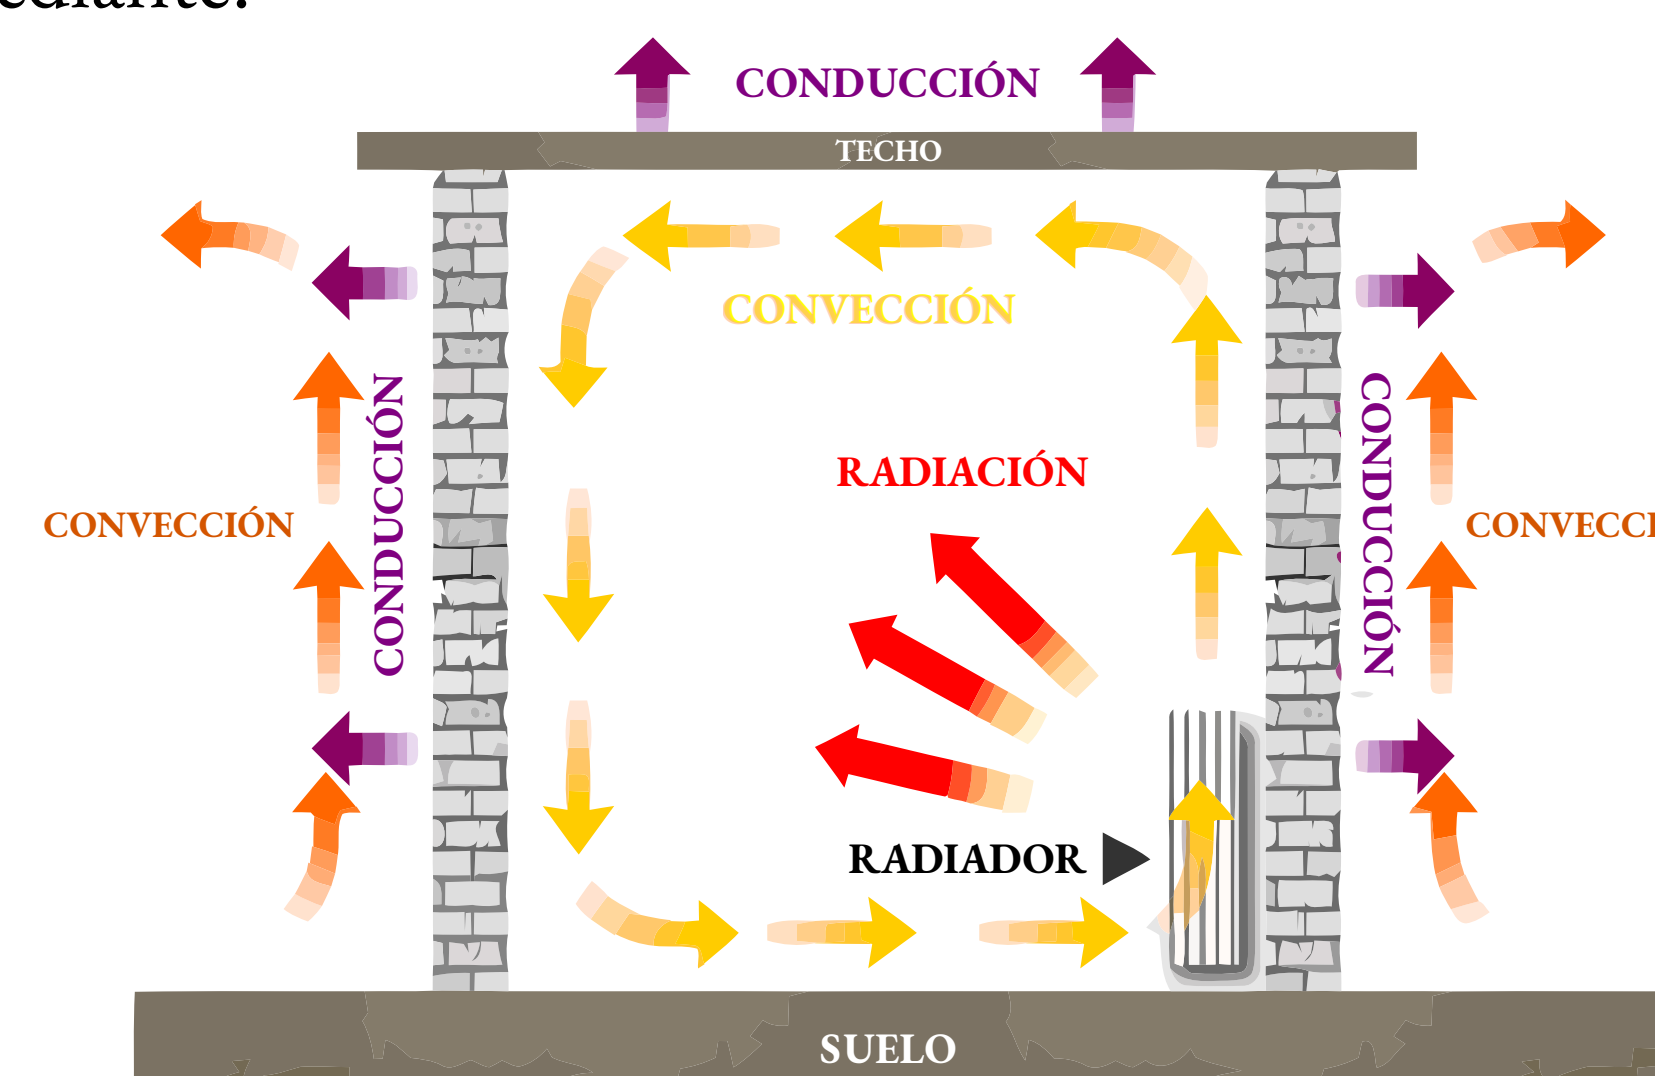 CONDUCCIÓN
TECHO
CONVECCIÓN
CONDUCCIÓN
RADIACIÓN
CONDUCCIÓN
CONVECCIÓN
RADIADOR
SUELO